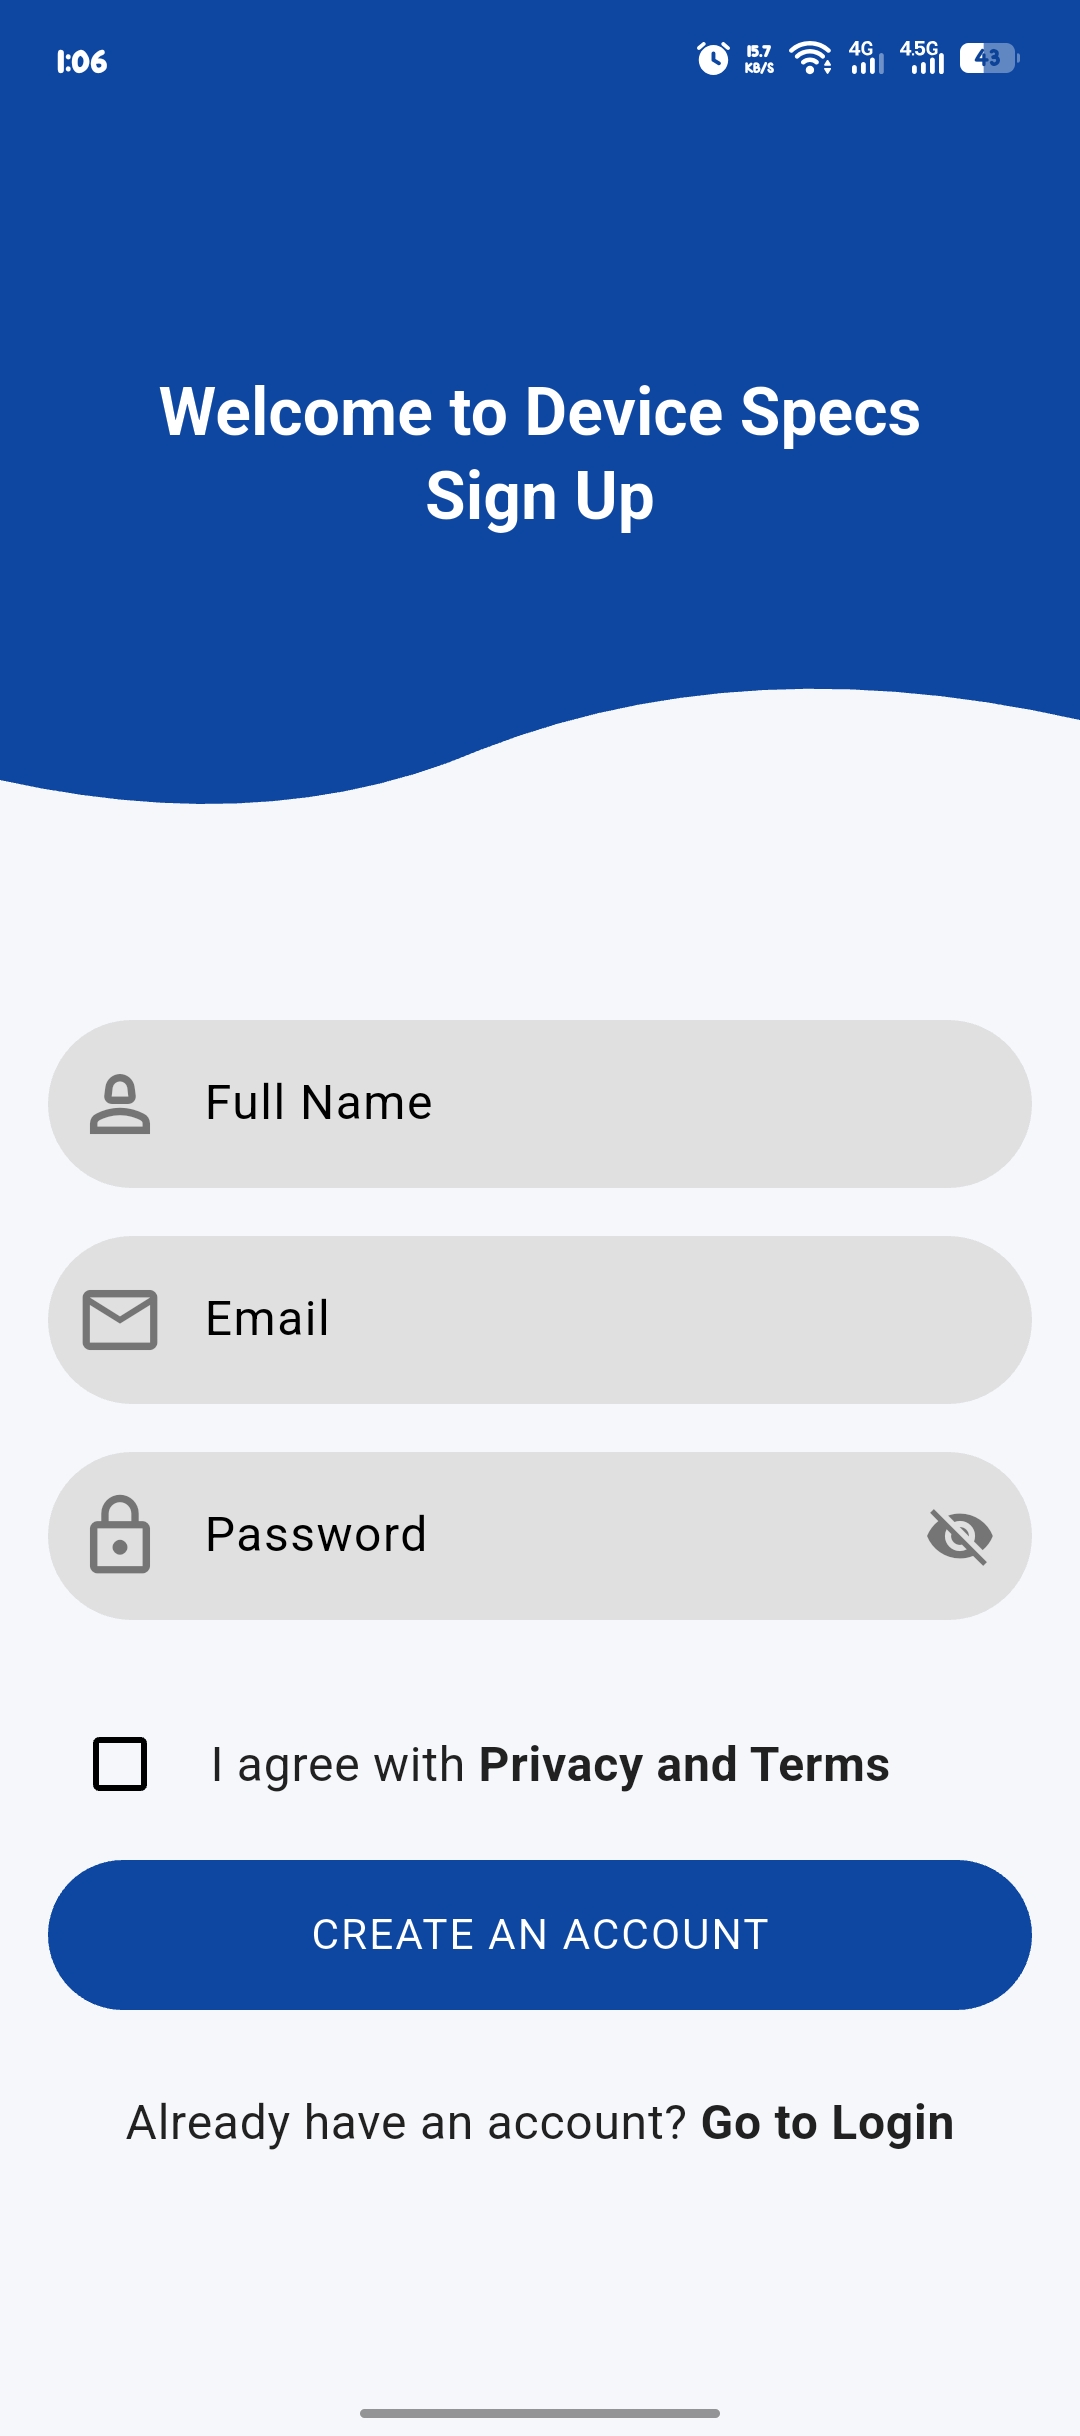 1:06
15.7
KB/S
4G
4.5G
43
Welcome to Device Specs
Sign Up
Full Name
Email
Password
I agree with Privacy and Terms
CREATE AN ACCOUNT
Already have an account? Go to Login